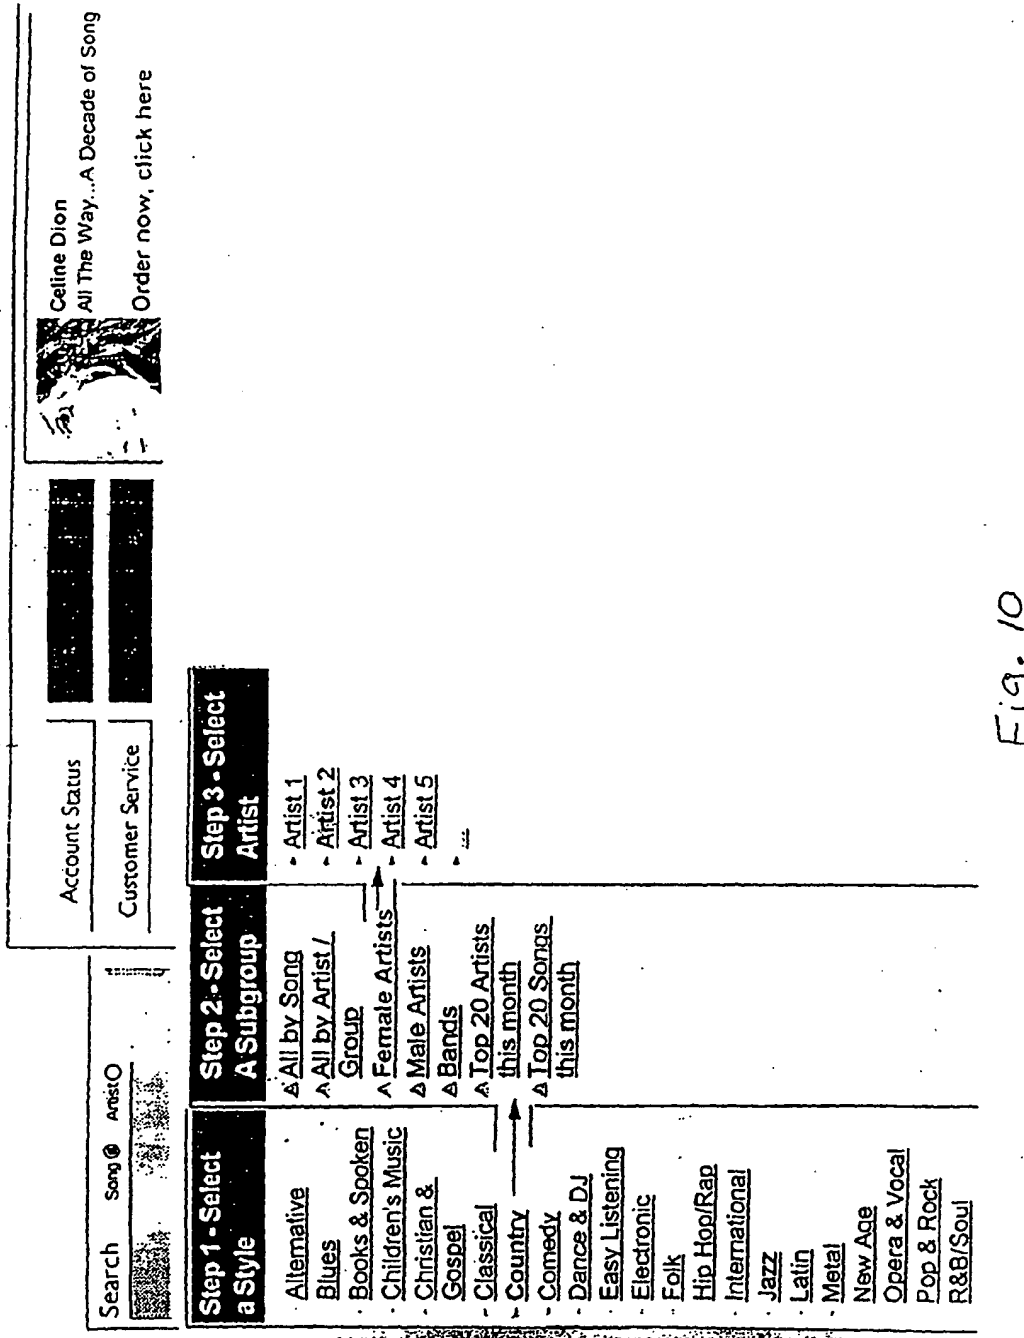 Search Song Artist
Account Status
Customer Service
Celine Dion
All The Way...A Decade of Song
Order now, click here
Step 1 - Select
a Style
Alternative
Blues
Books & Spoken
Children's Music
Christian &
Gospel
Classical
Country
Comedy
Dance & DJ
Easy Listening
Electronic
Folk
Hip Hop/Rap
International
Jazz
Latin
Metal
New Age
Opera & Vocal
Pop & Rock
R&B/Soul
Step 2 - Select
A Subgroup
All by Song
All by Artist /
Group
Female Artists
Male Artists
Bands
Top 20 Artists
this month
Top 20 Songs
this month
Step 3 - Select
Artist
Artist 1
Artist 2
Artist 3
Artist 4
Artist 5
...
Fig. 10